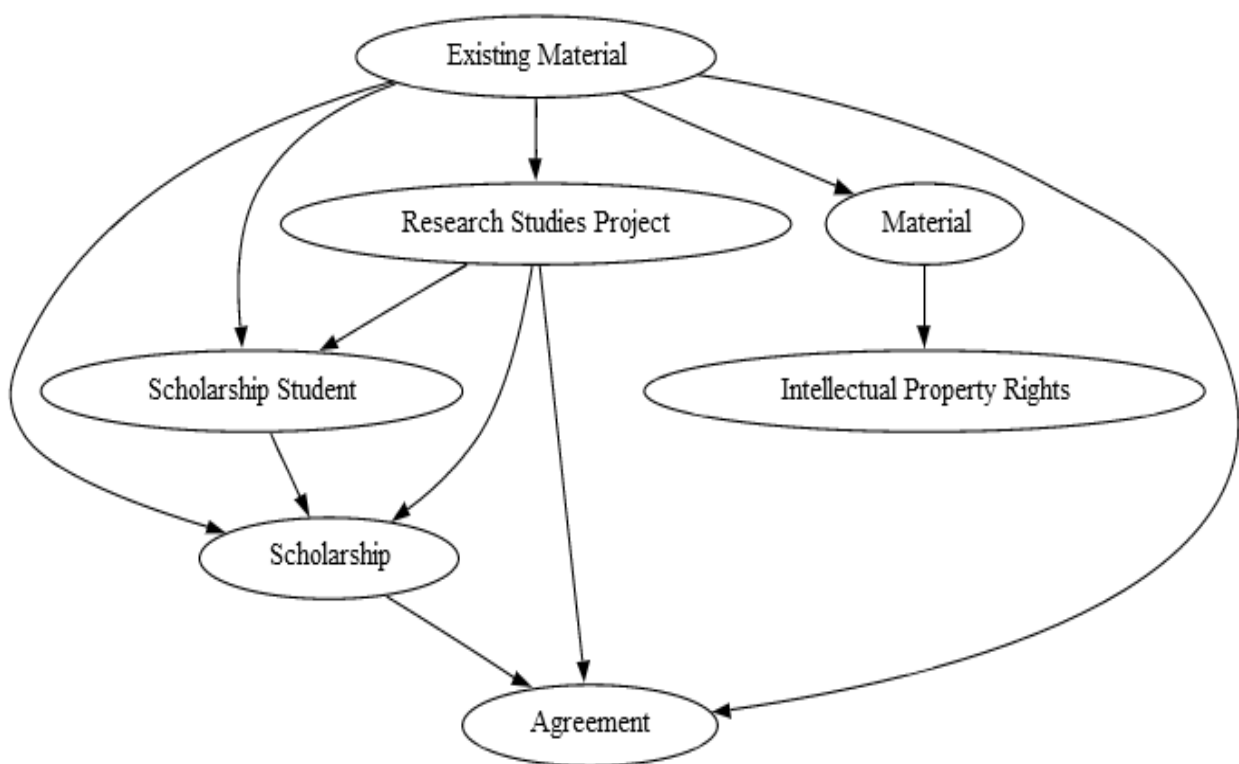 Existing Material
Research Studies Project
Material
Scholarship Student
Intellectual Property Rights
Scholarship
Agreement